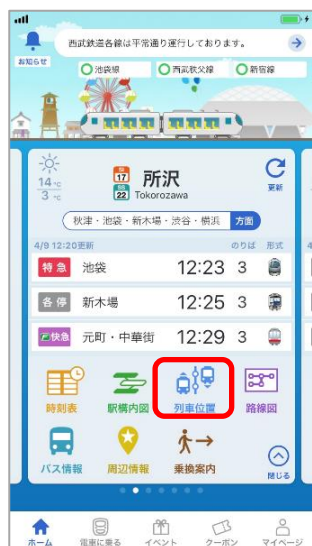 お知らせ
西武鉄道各線は平常通り運行しております。
池袋線
西武秩父線
新宿線
14℃
3℃
SI 17
SS 22
所沢
Tokorozawa
更新
秋津・池袋・新木場・渋谷・横浜 方面
4/9 12:20更新 のりば 形式
特急 池袋 12:23 3
各停 新木場 12:25 3
快急 元町・中華街 12:29 3
時刻表 駅構内図 列車位置 路線図
バス情報 周辺情報 乗換案内 閉じる
ホーム 電車に乗る イベント クーポン マイページ